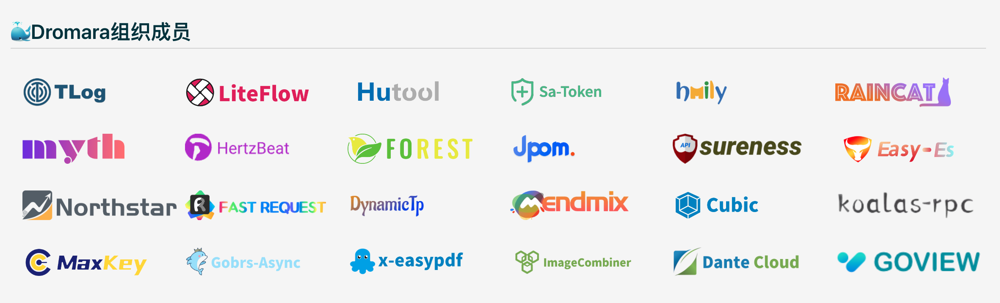 Dromara组织成员
TLog LiteFlow Hutool Sa-Token hmily RAINCAT
myth HertzBeat FOREST Jpom. API sureness Easy-Es
Northstar FAST REQUEST DynamicTp Mendmix Cubic koalas-rpc
MaxKey Gobrs-Async x-easypdf ImageCombiner Dante Cloud GOVIEW